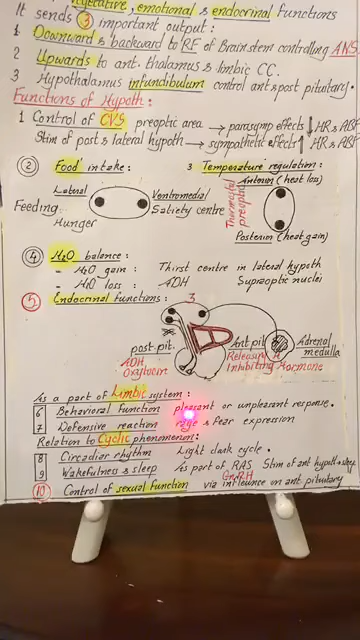 Vegetative, emotional & endocrinal functions
It sends 3 important output:
1 Downward & backward to RF of Brainstem controlling ANS.
2 Upwards to ant. thalamus & limbic CC.
3 Hypothalamus infundibulum control ant & post pituitary.
Functions of Hypoth:
1 Control of CVS preoptic area → parasymp effects ↓ HR & ABP
Stim of post & lateral hypoth → sympathetic effects ↑ HR & ABP
2 Food intake:
3 Temperature regulation:
Anterior (heat loss)
Lateral
Ventromedial
Feeding
Satiety centre
Hunger
preoptic
Posterior (heat gain)
4 H2O balance:
- H2O gain: Thirst centre in lateral hypoth
- H2O loss: ADH Supraoptic nuclei
5 Endocrinal functions:
3
post pit.
Ant pit.
Adrenal medulla
ADH
Oxytocin
Releasing H
Inhibiting Hormone
As a part of Limbic system:
6 Behavioral Function pleasant or unpleasant response.
7 Defensive reaction rage & fear expression
Relation to Cyclic phenomenon:
8 Circadian rhythm Light dark cycle.
9 Wakefulness & sleep As part of RAS Stim of ant hypoth → sleep
GnRH
10 Control of sexual function via influence on ant pituitary